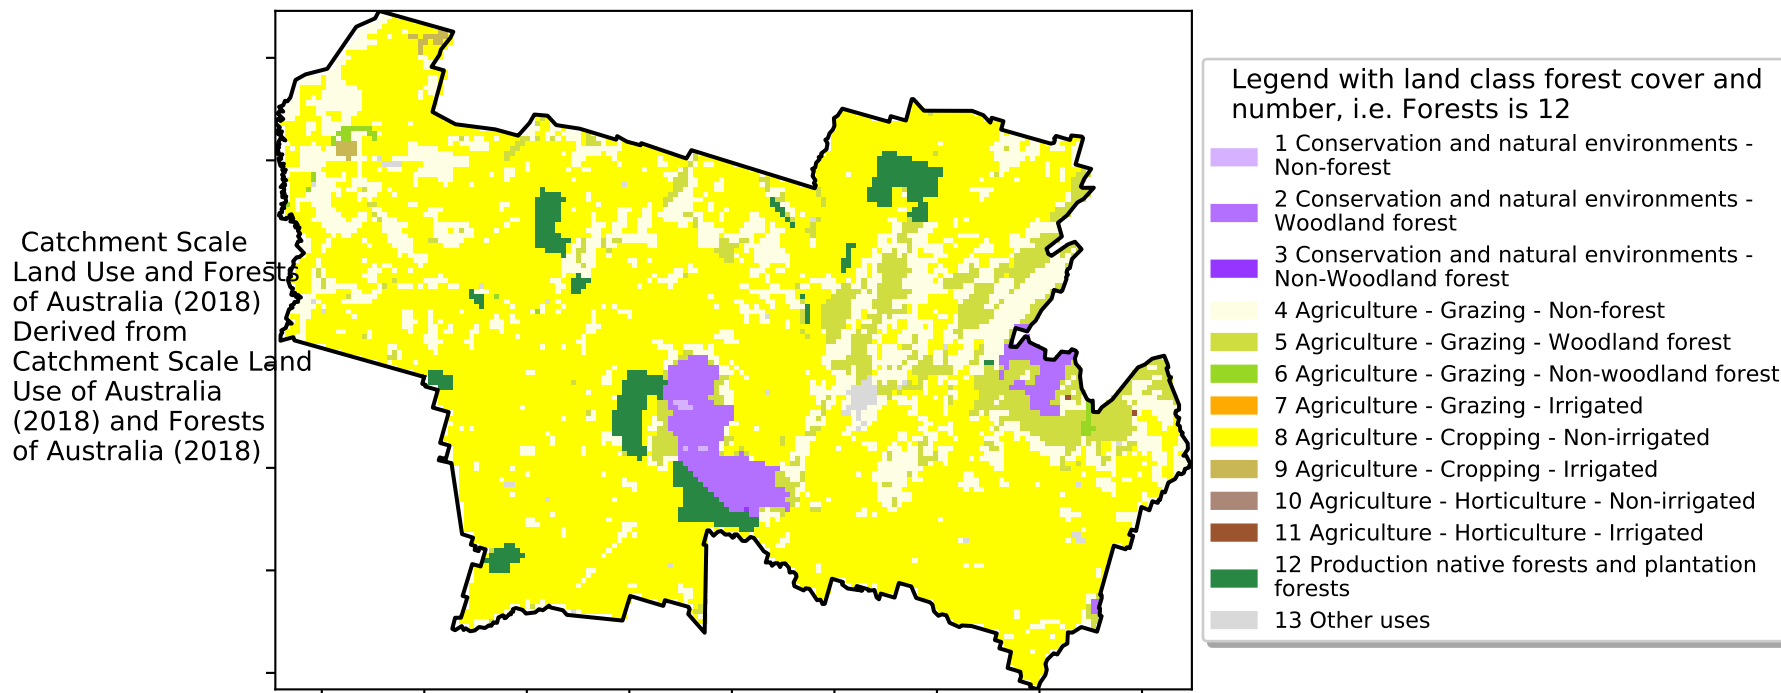 Catchment Scale
Land Use and Forests
of Australia (2018)
Derived from
Catchment Scale Land
Use of Australia
(2018) and Forests
of Australia (2018)
Legend with land class forest cover and
number, i.e. Forests is 12
1 Conservation and natural environments -
Non-forest
2 Conservation and natural environments -
Woodland forest
3 Conservation and natural environments -
Non-Woodland forest
4 Agriculture - Grazing - Non-forest
5 Agriculture - Grazing - Woodland forest
6 Agriculture - Grazing - Non-woodland forest
7 Agriculture - Grazing - Irrigated
8 Agriculture - Cropping - Non-irrigated
9 Agriculture - Cropping - Irrigated
10 Agriculture - Horticulture - Non-irrigated
11 Agriculture - Horticulture - Irrigated
12 Production native forests and plantation
forests
13 Other uses